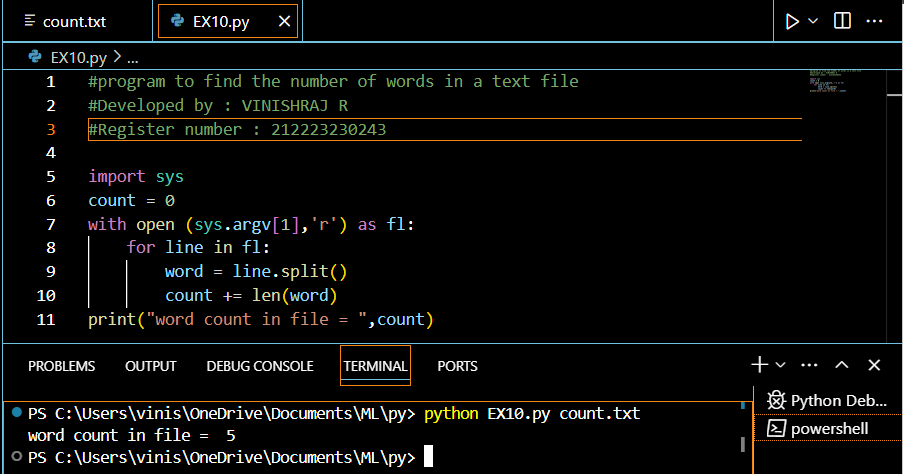 count.txt EX10.py
EX10.py > ...
1 #program to find the number of words in a text file
2 #Developed by : VINISHRAJ R
3 #Register number : 212223230243
4
5 import sys
6 count = 0
7 with open (sys.argv[1],'r') as fl:
8 for line in fl:
9 word = line.split()
10 count += len(word)
11 print("word count in file = ",count)
PROBLEMS OUTPUT DEBUG CONSOLE TERMINAL PORTS
PS C:\Users\vinis\OneDrive\Documents\ML\py> python EX10.py count.txt
word count in file =  5
PS C:\Users\vinis\OneDrive\Documents\ML\py>
Python Deb...
powershell